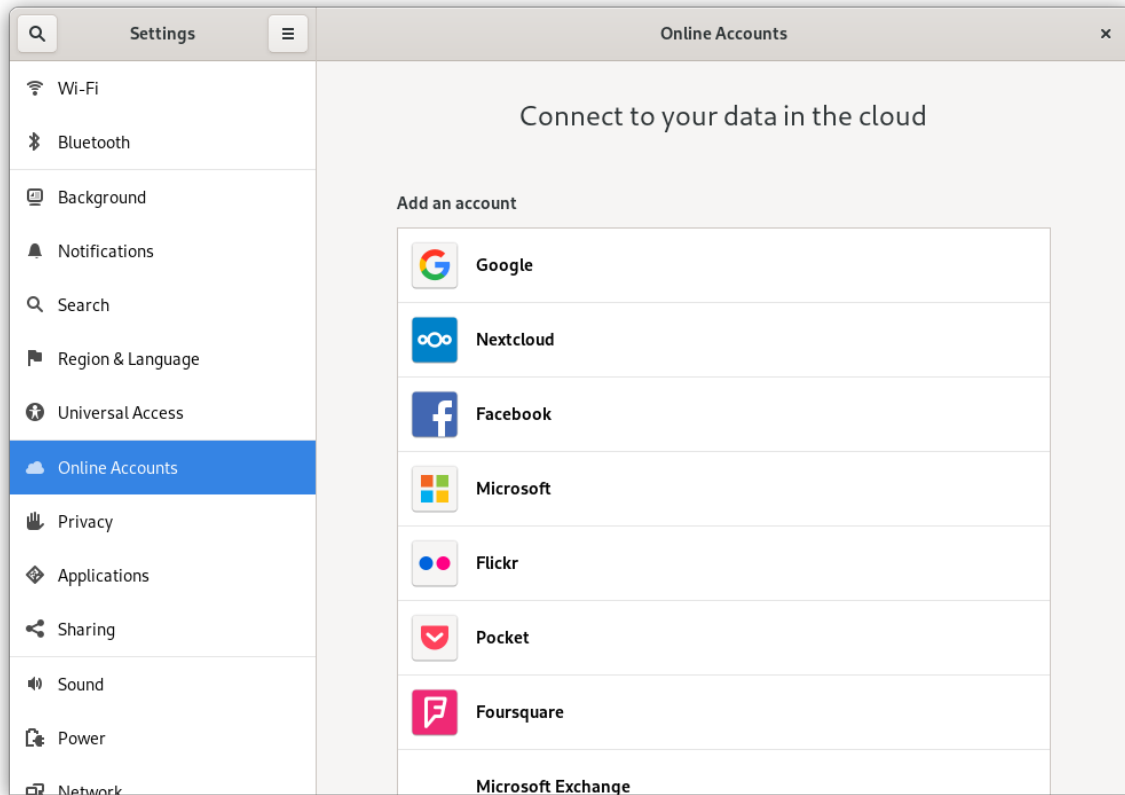 Settings
Online Accounts
Wi-Fi
Bluetooth
Background
Notifications
Search
Region & Language
Universal Access
Online Accounts
Privacy
Applications
Sharing
Sound
Power
Network
Connect to your data in the cloud
Add an account
Google
Nextcloud
Facebook
Microsoft
Flickr
Pocket
Foursquare
Microsoft Exchange